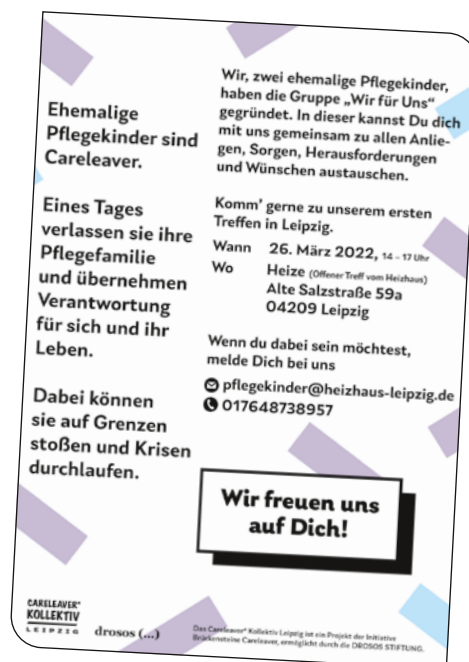 Ehemalige
Pflegekinder sind
Careleaver.
Eines Tages
verlassen sie ihre
Pflegefamilie
und übernehmen
Verantwortung
für sich und ihr
Leben.
Dabei können
sie auf Grenzen
stoßen und Krisen
durchlaufen.
Wir, zwei ehemalige Pflegekinder,
haben die Gruppe „Wir für Uns“
gegründet. In dieser kannst Du dich
mit uns gemeinsam zu allen Anlie-
gen, Sorgen, Herausforderungen
und Wünschen austauschen.
Komm’ gerne zu unserem ersten
Treffen in Leipzig.
Wann 26. März 2022, 14 - 17 Uhr
Wo Heize (Offener Treff vom Heizhaus)
Alte Salzstraße 59a
04209 Leipzig
Wenn du dabei sein möchtest,
melde Dich bei uns
pflegekinder@heizhaus-leipzig.de
017648738957
Wir freuen uns
auf Dich!
CARELEAVER*
KOLLEKTIV
LEIPZIG
drosos (...)
Das Careleaver* Kollektiv Leipzig ist ein Projekt der Initiative
Brückensteine Careleaver, ermöglicht durch die DROSOS STIFTUNG.